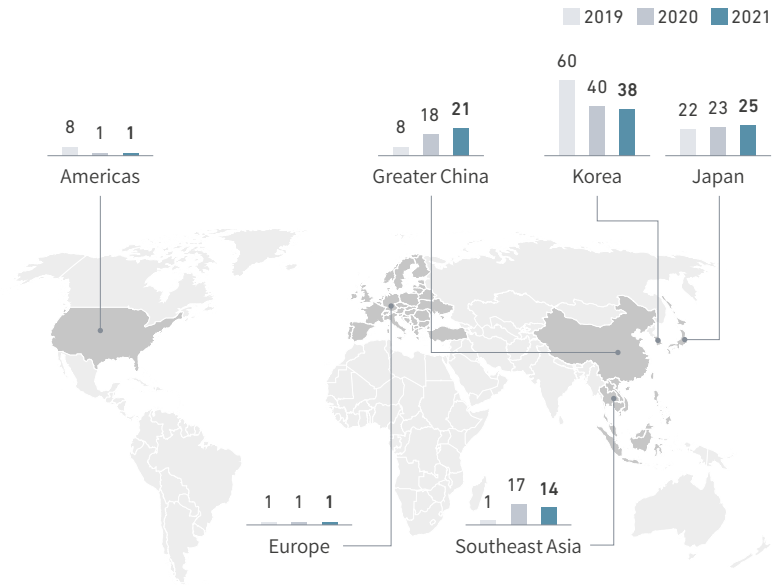 2019 2020 2021
60
40 38
8 1 1
8 18 21
22 23 25
Americas
Greater China
Korea
Japan
1 1 1
1 17 14
Europe
Southeast Asia